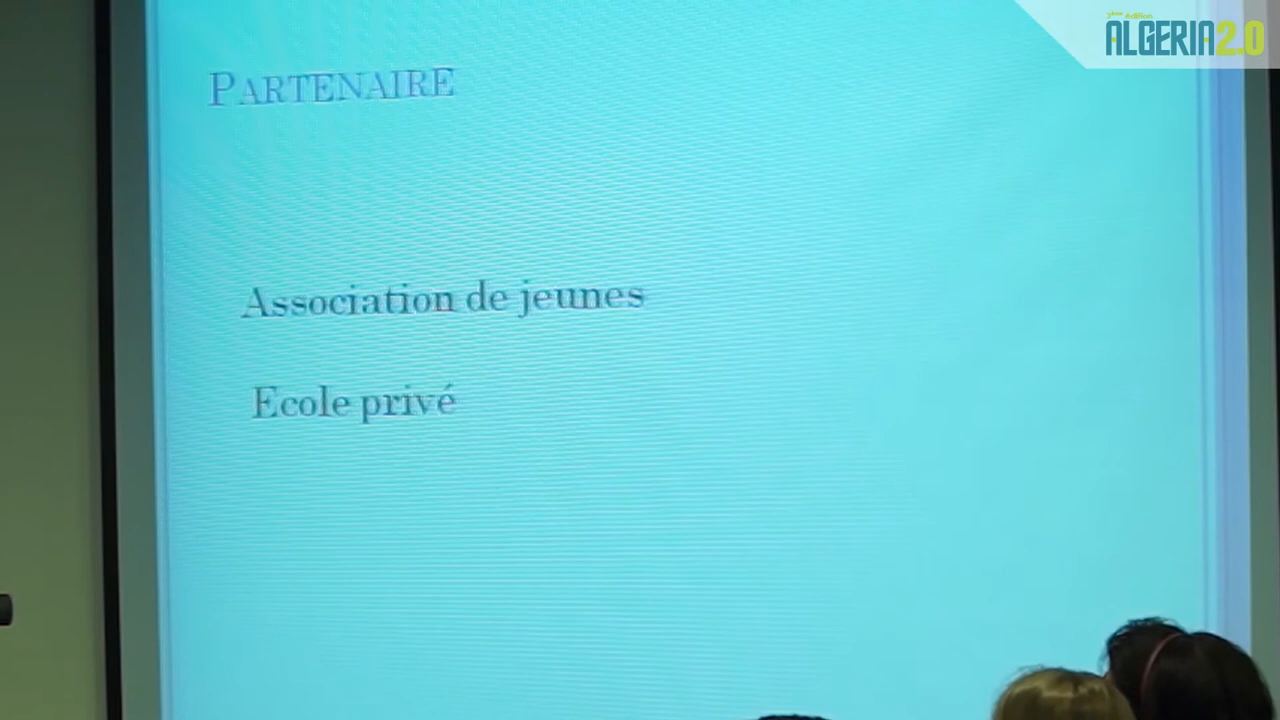 ALGERIA2.0
PARTENAIRE
Association de jeunes
Ecole privé